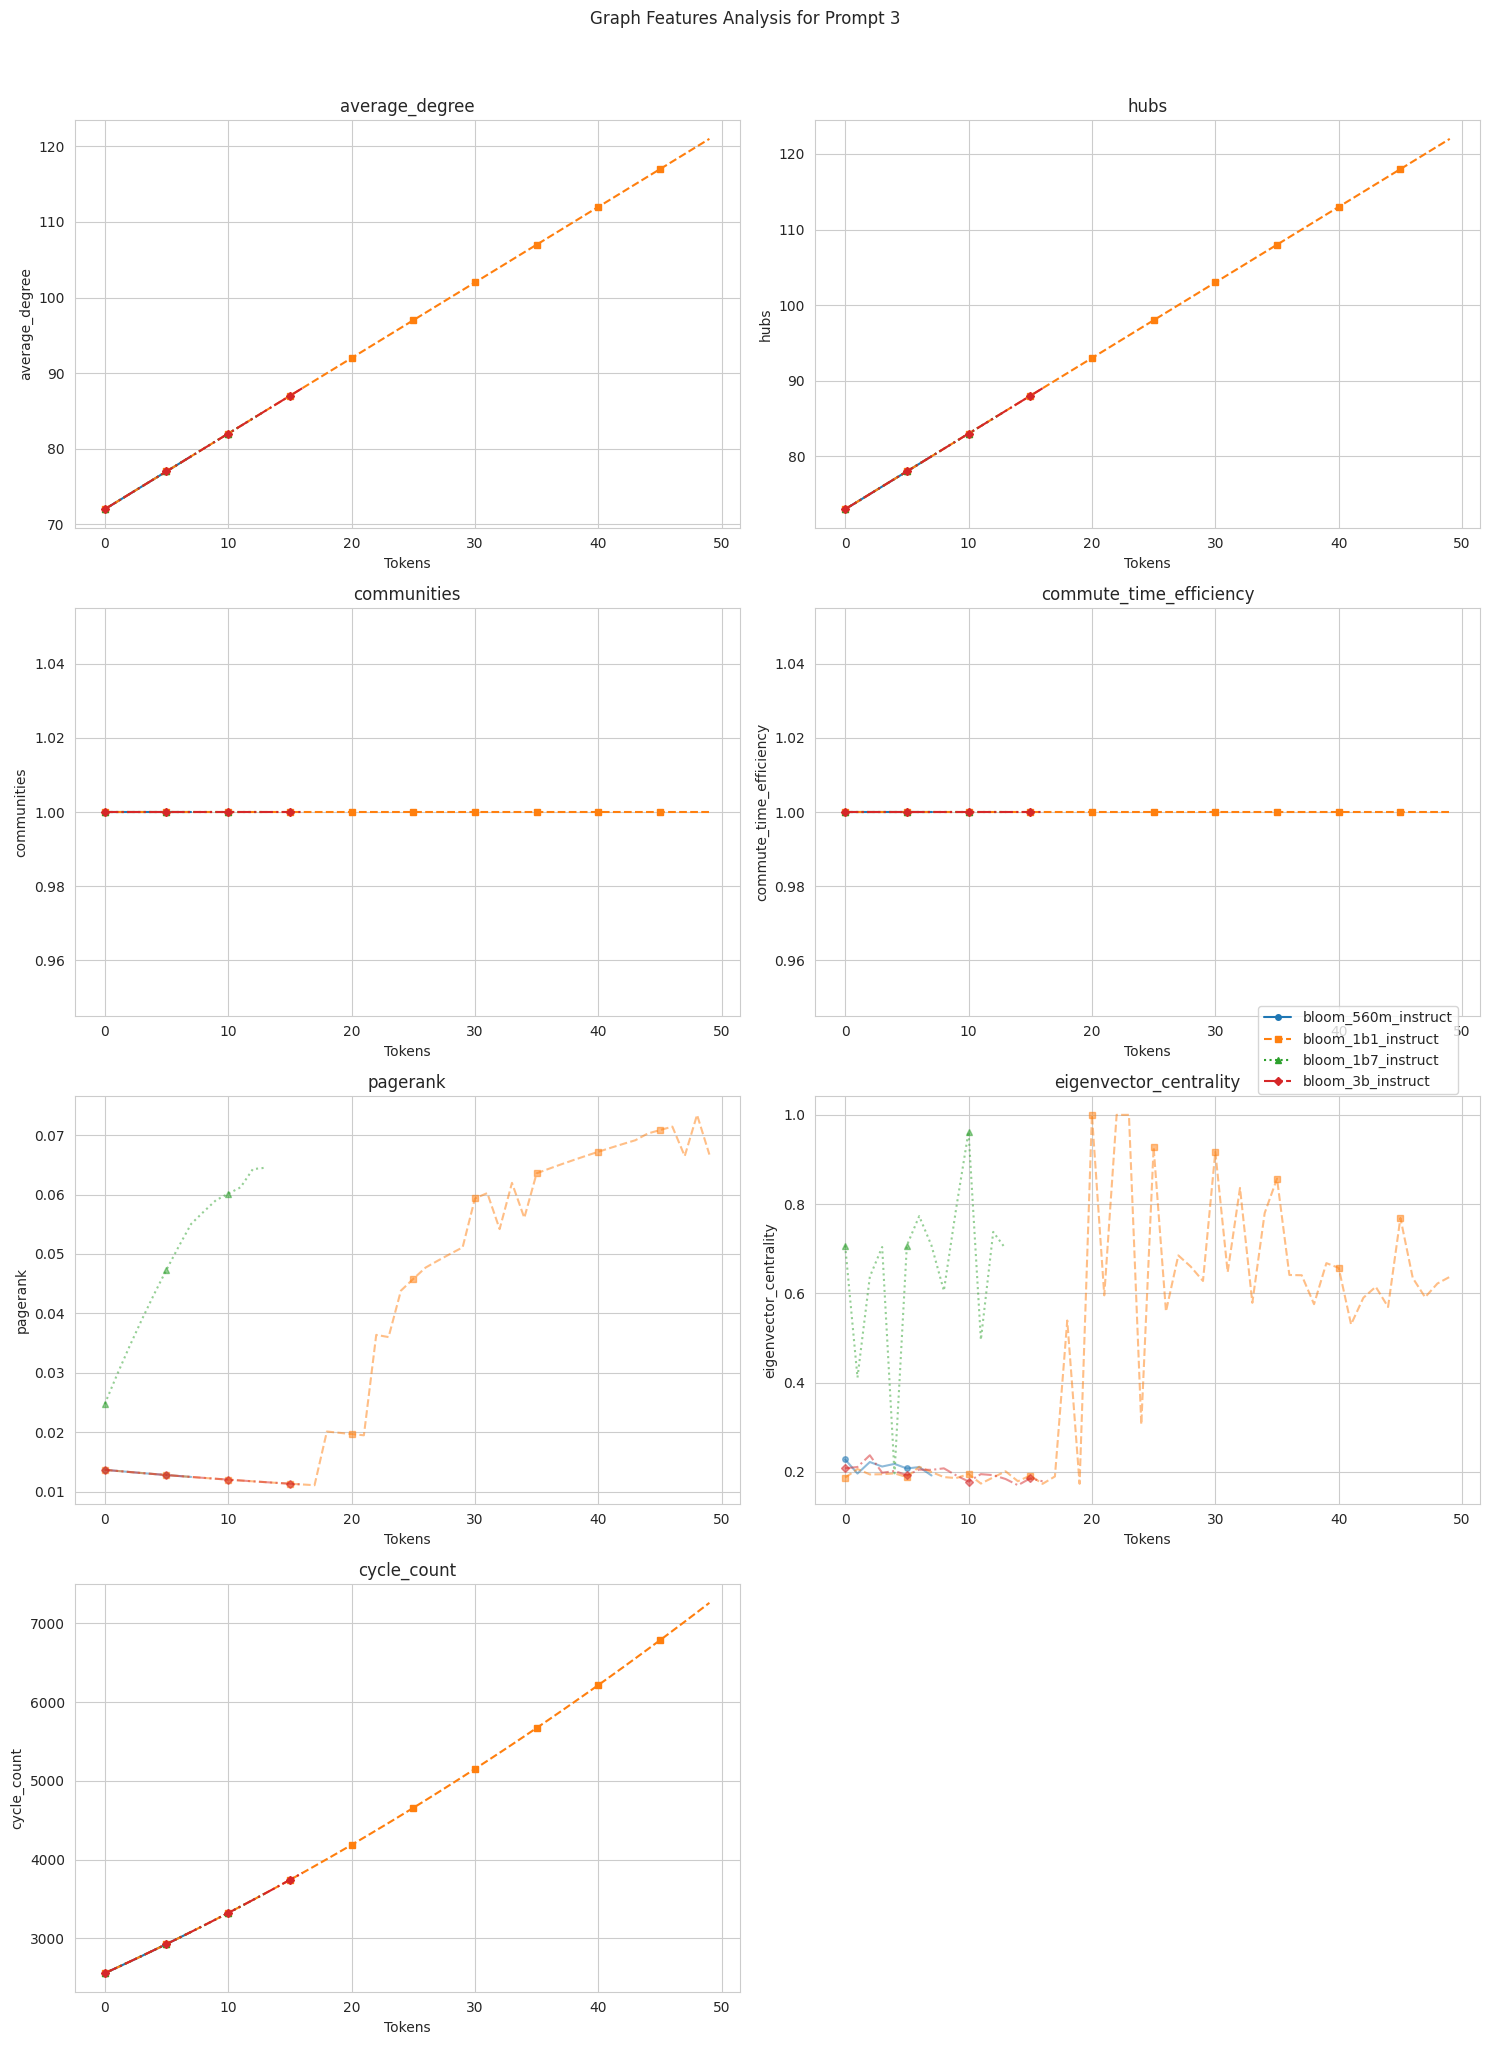 Graph Features Analysis for Prompt 3
average_degree
120
110
100
90
80
70
average_degree
0 10 20 30 40 50
Tokens
hubs
120
110
100
90
80
hubs
0 10 20 30 40 50
Tokens
communities
1.04
1.02
1.00
0.98
0.96
communities
0 10 20 30 40 50
Tokens
commute_time_efficiency
1.04
1.02
1.00
0.98
0.96
commute_time_efficiency
0 10 20 30 40 50
Tokens
bloom_560m_instruct
bloom_1b1_instruct
bloom_1b7_instruct
bloom_3b_instruct
pagerank
0.07
0.06
0.05
0.04
0.03
0.02
0.01
pagerank
0 10 20 30 40 50
Tokens
eigenvector_centrality
1.0
0.8
0.6
0.4
0.2
eigenvector_centrality
0 10 20 30 40 50
Tokens
cycle_count
7000
6000
5000
4000
3000
cycle_count
0 10 20 30 40 50
Tokens